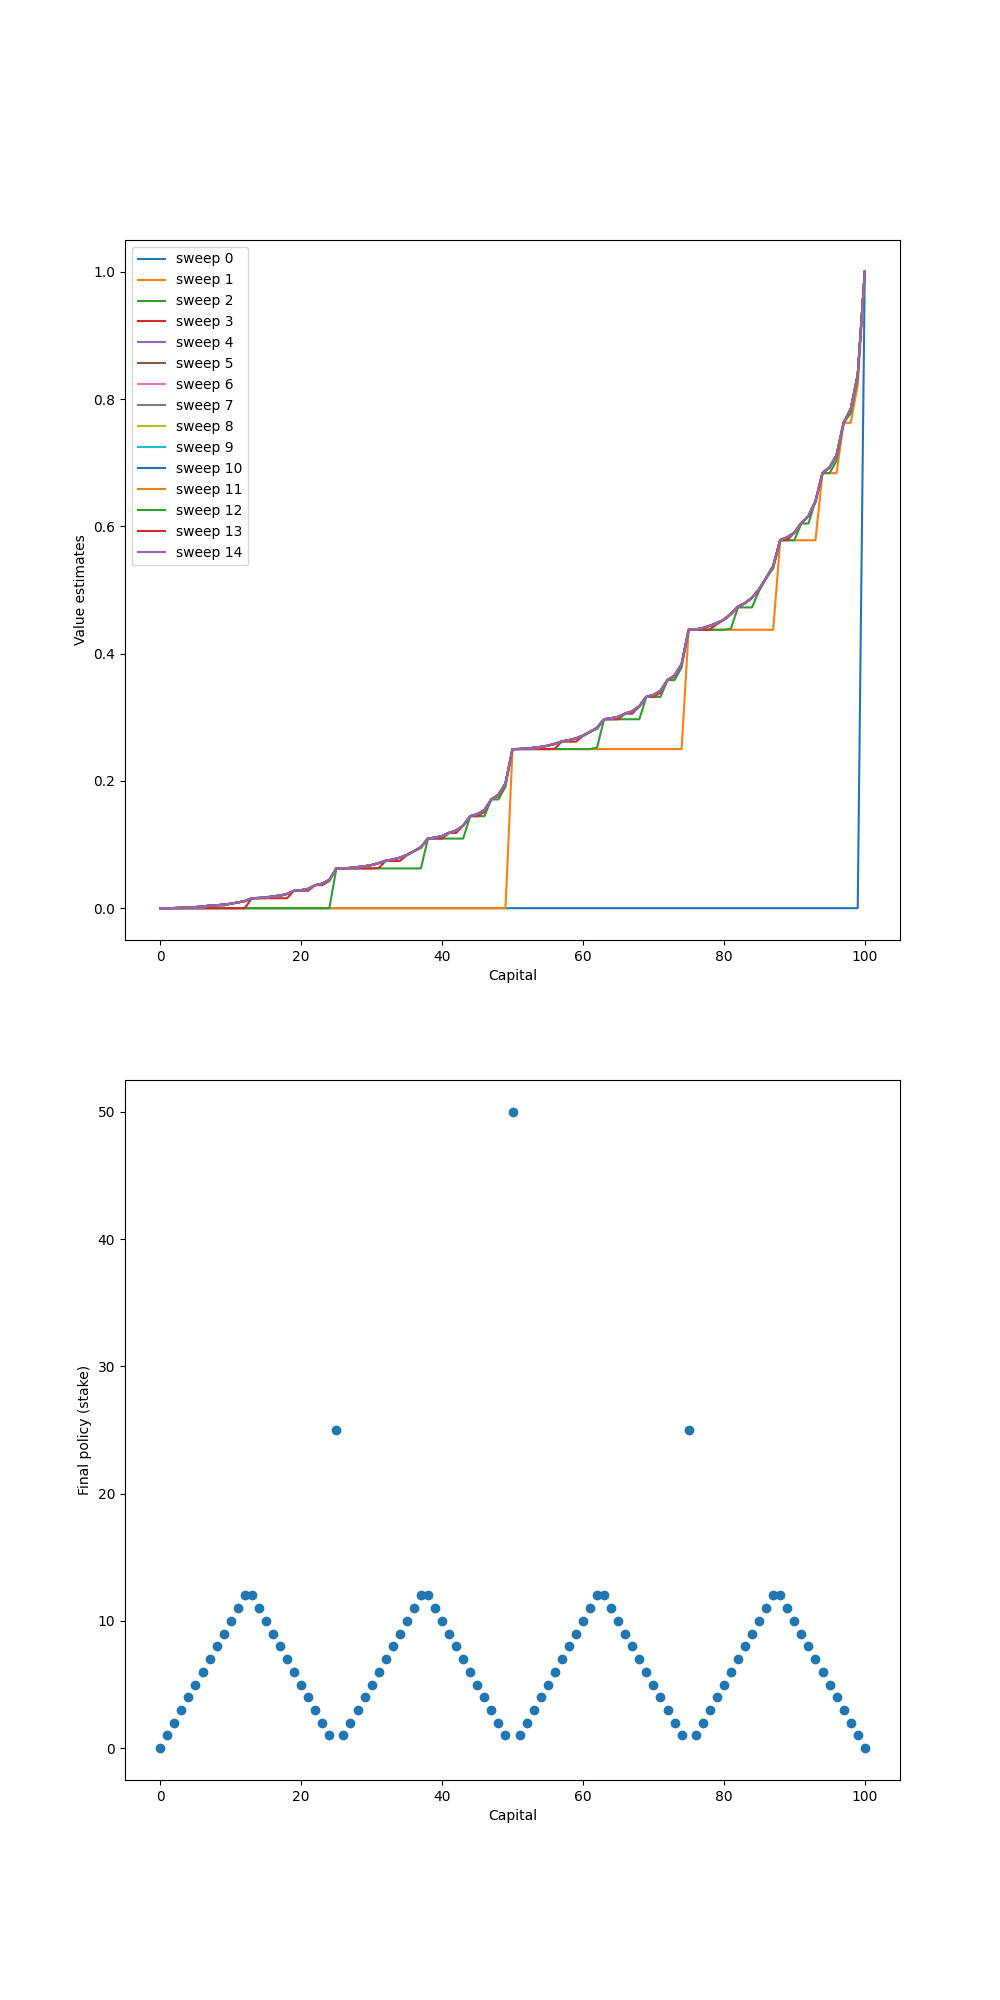 sweep 0
sweep 1
sweep 2
sweep 3
sweep 4
sweep 5
sweep 6
sweep 7
sweep 8
sweep 9
sweep 10
sweep 11
sweep 12
sweep 13
sweep 14
Value estimates
1.0
0.8
0.6
0.4
0.2
0.0
0 20 40 60 80 100
Capital
Final policy (stake)
50
40
30
20
10
0
0 20 40 60 80 100
Capital